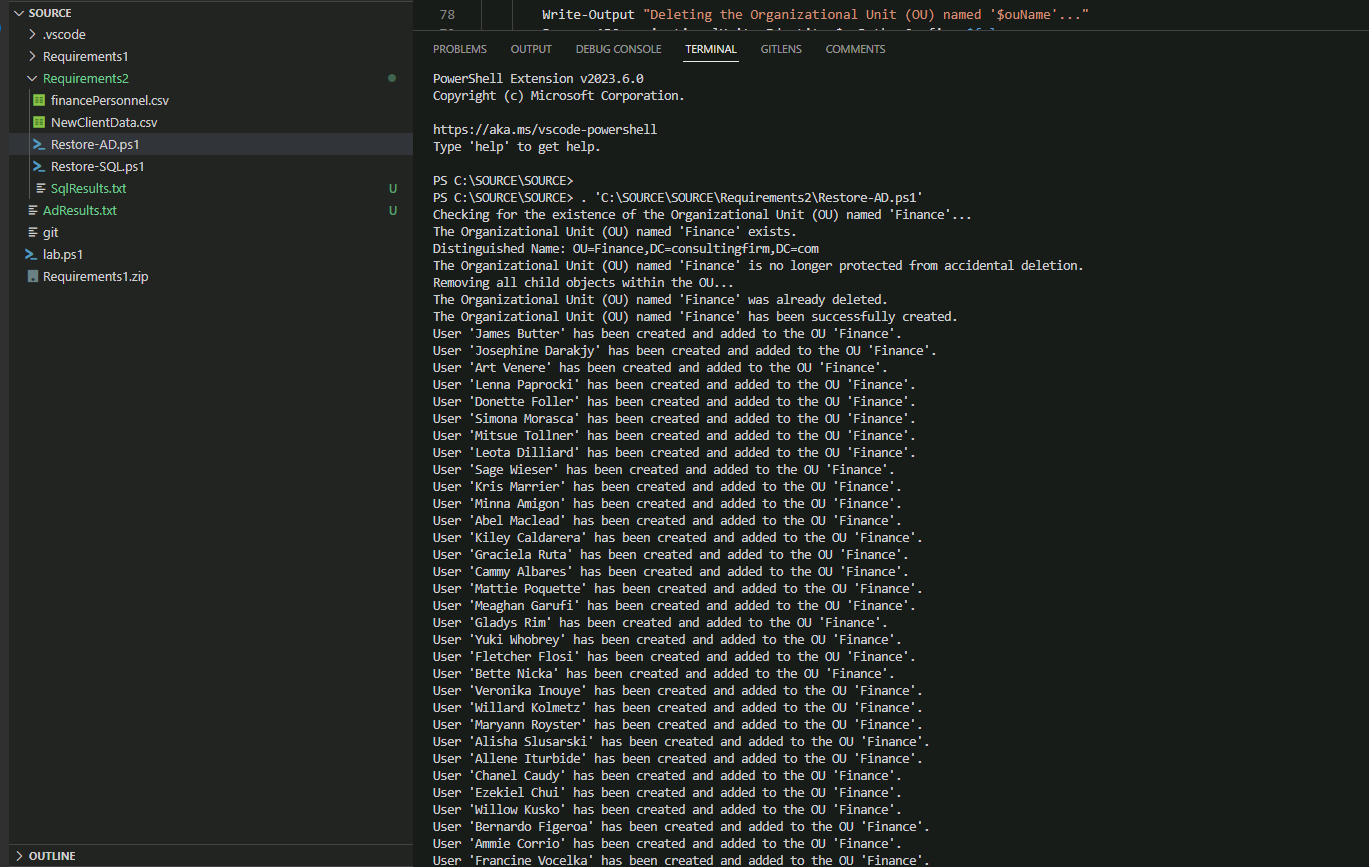 SOURCE
.vscode
Requirements1
Requirements2
financePersonnel.csv
NewClientData.csv
Restore-AD.ps1
Restore-SQL.ps1
SqlResults.txt U
AdResults.txt U
git
lab.ps1
Requirements1.zip
OUTLINE
78 Write-Output "Deleting the Organizational Unit (OU) named '$ouName'..."
PROBLEMS OUTPUT DEBUG CONSOLE TERMINAL GITLENS COMMENTS
PowerShell Extension v2023.6.0
Copyright (c) Microsoft Corporation.
https://aka.ms/vscode-powershell
Type 'help' to get help.
PS C:\SOURCE\SOURCE>
PS C:\SOURCE\SOURCE> . 'C:\SOURCE\SOURCE\Requirements2\Restore-AD.ps1'
Checking for the existence of the Organizational Unit (OU) named 'Finance'...
The Organizational Unit (OU) named 'Finance' exists.
Distinguished Name: OU=Finance,DC=consultingfirm,DC=com
The Organizational Unit (OU) named 'Finance' is no longer protected from accidental deletion.
Removing all child objects within the OU...
The Organizational Unit (OU) named 'Finance' was already deleted.
The Organizational Unit (OU) named 'Finance' has been successfully created.
User 'James Butter' has been created and added to the OU 'Finance'.
User 'Josephine Darakjy' has been created and added to the OU 'Finance'.
User 'Art Venere' has been created and added to the OU 'Finance'.
User 'Lenna Paprocki' has been created and added to the OU 'Finance'.
User 'Donette Foller' has been created and added to the OU 'Finance'.
User 'Simona Morasca' has been created and added to the OU 'Finance'.
User 'Mitsue Tollner' has been created and added to the OU 'Finance'.
User 'Leota Dilliard' has been created and added to the OU 'Finance'.
User 'Sage Wieser' has been created and added to the OU 'Finance'.
User 'Kris Marrier' has been created and added to the OU 'Finance'.
User 'Minna Amigon' has been created and added to the OU 'Finance'.
User 'Abel Maclead' has been created and added to the OU 'Finance'.
User 'Kiley Caldarera' has been created and added to the OU 'Finance'.
User 'Graciela Ruta' has been created and added to the OU 'Finance'.
User 'Cammy Albares' has been created and added to the OU 'Finance'.
User 'Mattie Poquette' has been created and added to the OU 'Finance'.
User 'Meaghan Garufi' has been created and added to the OU 'Finance'.
User 'Gladys Rim' has been created and added to the OU 'Finance'.
User 'Yuki Whobrey' has been created and added to the OU 'Finance'.
User 'Fletcher Flosi' has been created and added to the OU 'Finance'.
User 'Bette Nicka' has been created and added to the OU 'Finance'.
User 'Veronika Inouye' has been created and added to the OU 'Finance'.
User 'Willard Kolmetz' has been created and added to the OU 'Finance'.
User 'Maryann Royster' has been created and added to the OU 'Finance'.
User 'Alisha Slusarski' has been created and added to the OU 'Finance'.
User 'Allene Iturbide' has been created and added to the OU 'Finance'.
User 'Chanel Caudy' has been created and added to the OU 'Finance'.
User 'Ezekiel Chui' has been created and added to the OU 'Finance'.
User 'Willow Kusko' has been created and added to the OU 'Finance'.
User 'Bernardo Figeroa' has been created and added to the OU 'Finance'.
User 'Ammie Corrio' has been created and added to the OU 'Finance'.
User 'Francine Vocelka' has been created and added to the OU 'Finance'.